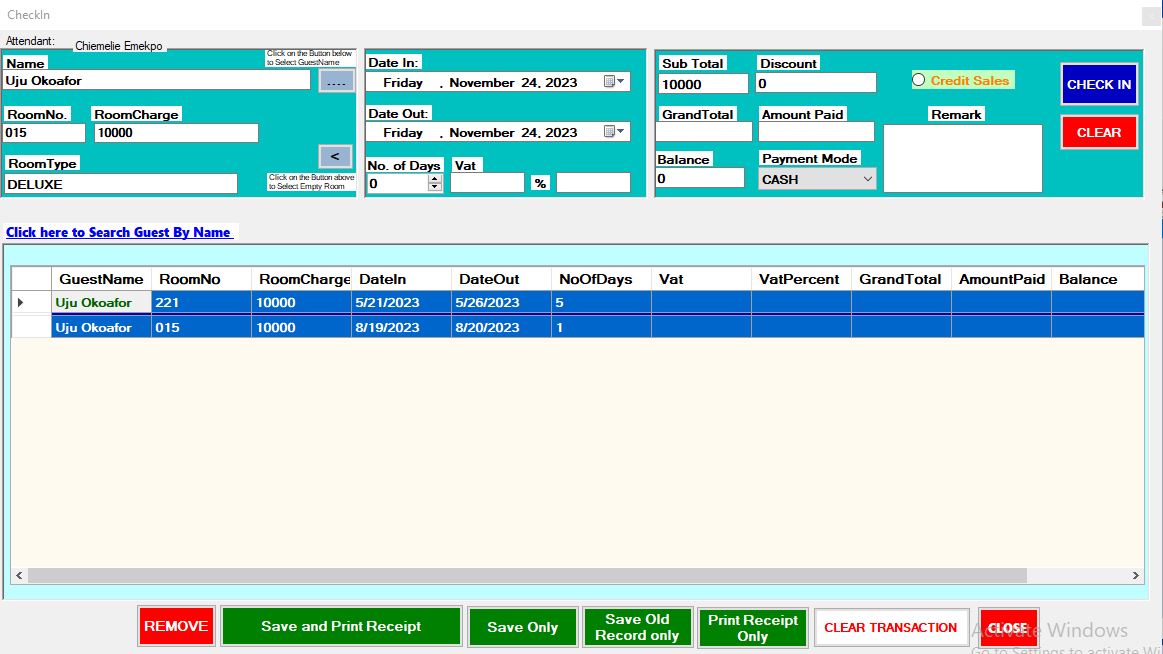 CheckIn
Attendant:
Chiemelie Emekpo
Name
Click on the Button below
to Select GuestName
Uju Okoafor
....
RoomNo.
RoomCharge
015
10000
<
RoomType
Click on the Button above
to Select Empty Room
DELUXE
Date In:
Friday , November 24, 2023
Date Out:
Friday , November 24, 2023
No. of Days
Vat
0
%
Sub Total
Discount
10000
0
Credit Sales
GrandTotal
Amount Paid
Remark
Balance
Payment Mode
0
CASH
CHECK IN
CLEAR
Click here to Search Guest By Name
GuestName RoomNo RoomCharge DateIn DateOut NoOfDays Vat VatPercent GrandTotal AmountPaid Balance
Uju Okoafor 221 10000 5/21/2023 5/26/2023 5
Uju Okoafor 015 10000 8/19/2023 8/20/2023 1
REMOVE
Save and Print Receipt
Save Only
Save Old
Record only
Print Receipt
Only
CLEAR TRANSACTION
CLOSE
Activate Windows
Go to Settings to activate Wi